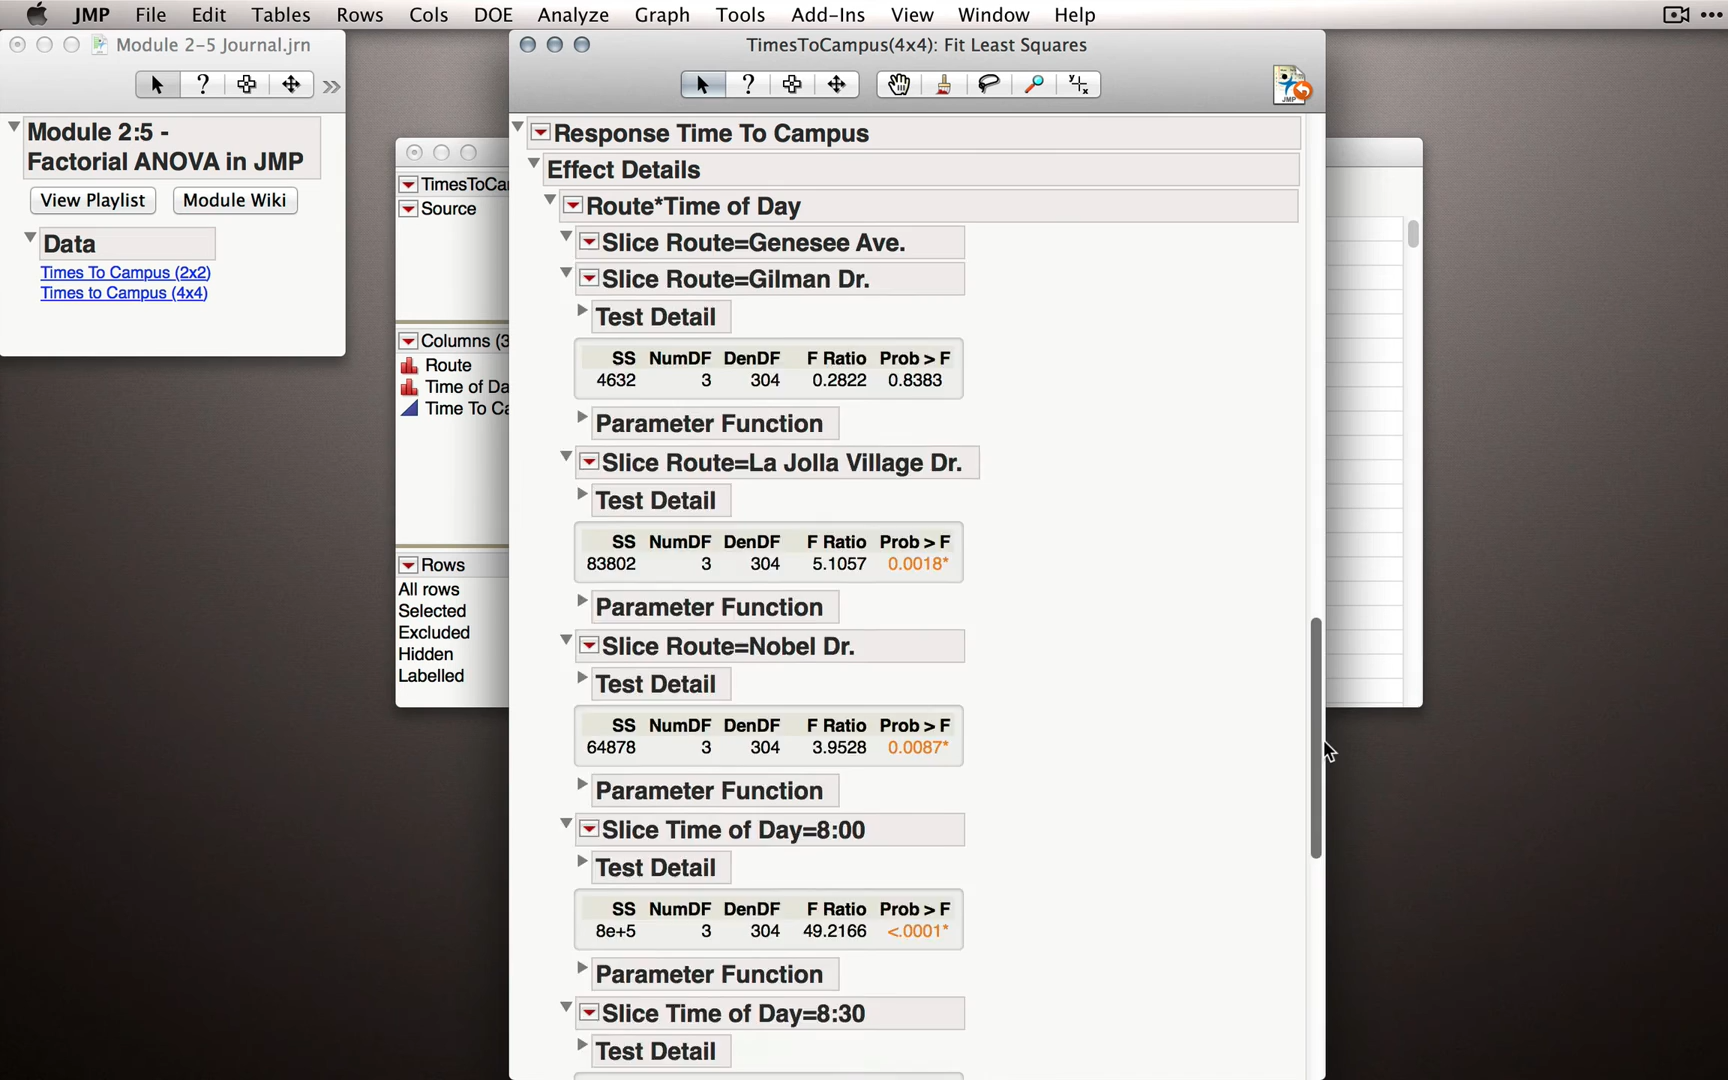 JMP File Edit Tables Rows Cols DOE Analyze Graph Tools Add-Ins View Window Help
Module 2-5 Journal.jrn
Module 2:5 -
Factorial ANOVA in JMP
View Playlist Module Wiki
Data
Times To Campus (2x2)
Times to Campus (4x4)
TimesToCa
Source
Columns (3
Route
Time of Da
Time To Ca
Rows
All rows
Selected
Excluded
Hidden
Labelled
TimesToCampus(4x4): Fit Least Squares
JMP
Response Time To Campus
Effect Details
Route*Time of Day
Slice Route=Genesee Ave.
Slice Route=Gilman Dr.
Test Detail
SS NumDF DenDF F Ratio Prob > F
4632 3 304 0.2822 0.8383
Parameter Function
Slice Route=La Jolla Village Dr.
Test Detail
SS NumDF DenDF F Ratio Prob > F
83802 3 304 5.1057 0.0018*
Parameter Function
Slice Route=Nobel Dr.
Test Detail
SS NumDF DenDF F Ratio Prob > F
64878 3 304 3.9528 0.0087*
Parameter Function
Slice Time of Day=8:00
Test Detail
SS NumDF DenDF F Ratio Prob > F
8e+5 3 304 49.2166 <.0001*
Parameter Function
Slice Time of Day=8:30
Test Detail